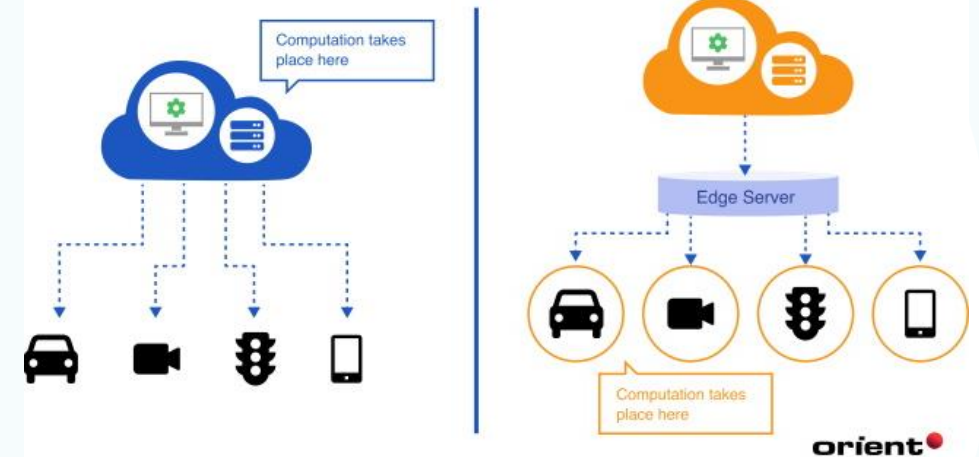 Computation takes
place here
Edge Server
Computation takes
place here
orient